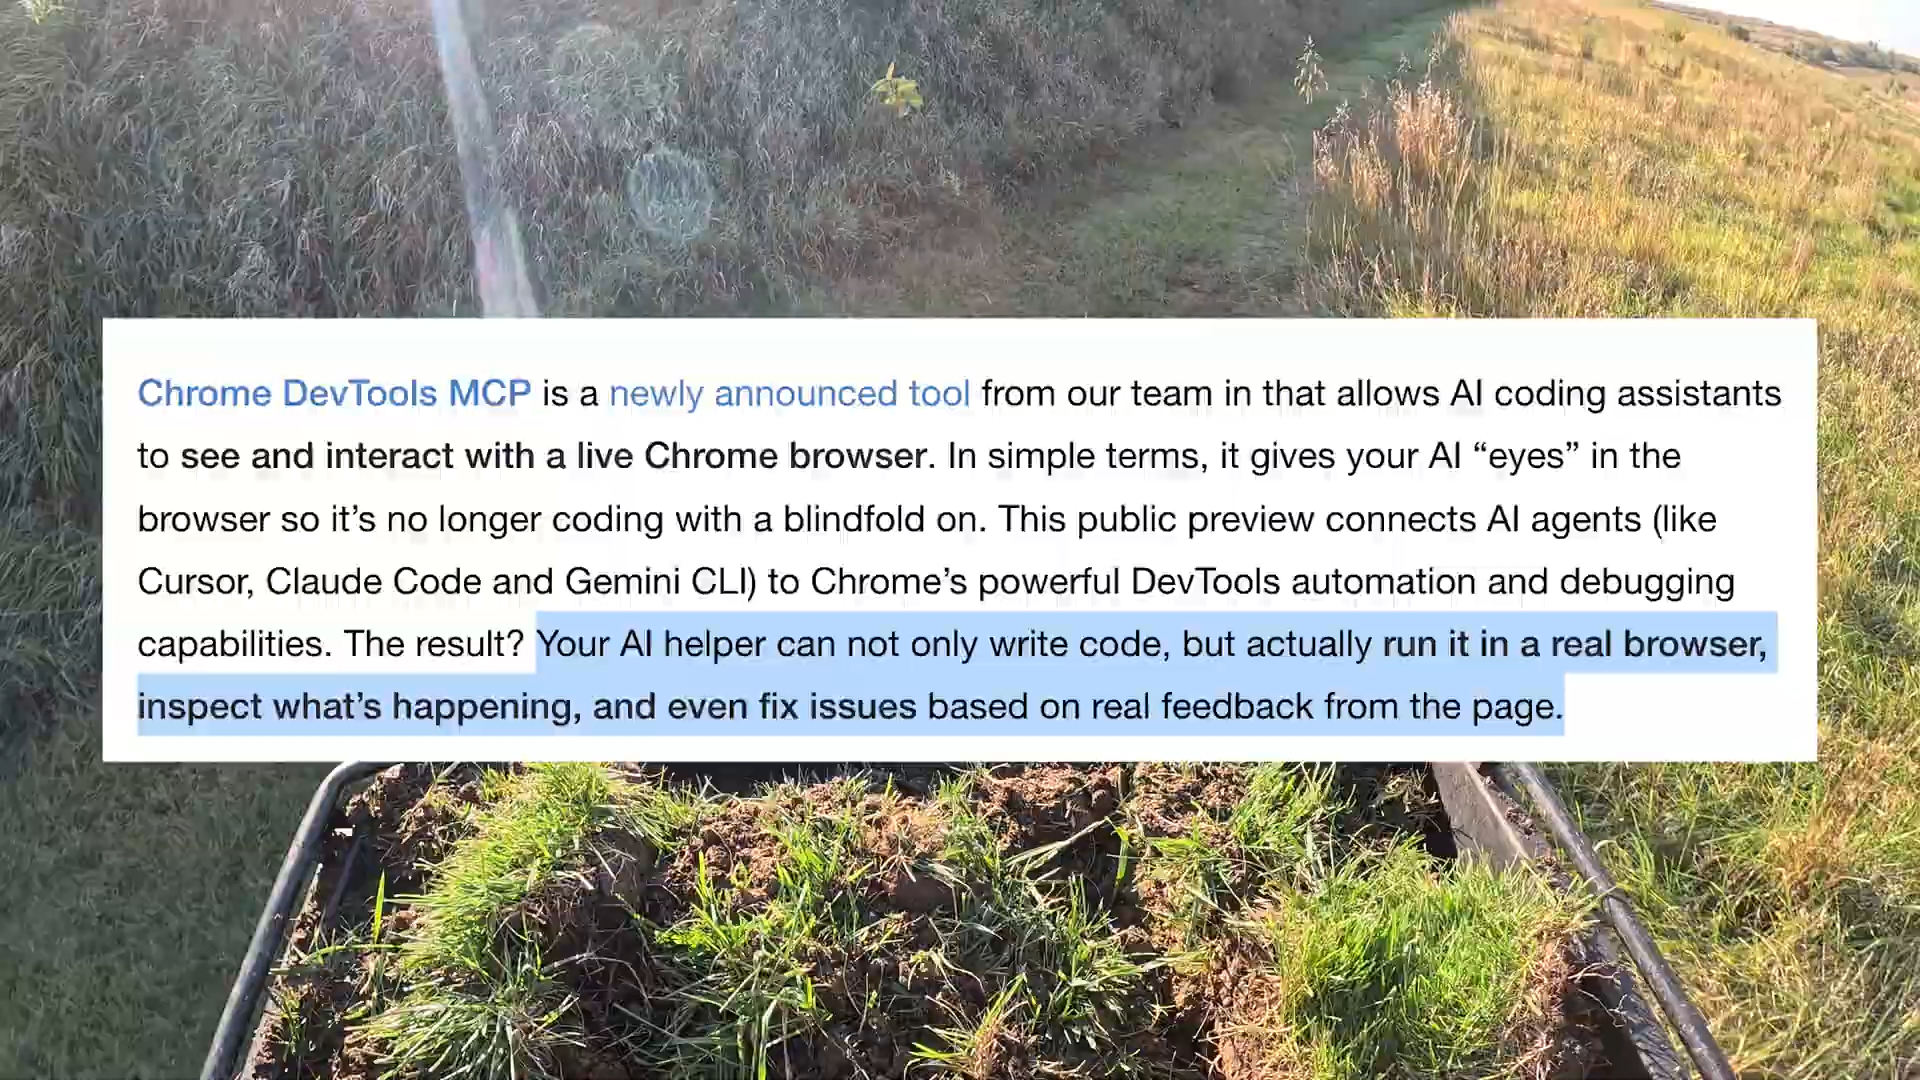 Chrome DevTools MCP is a newly announced tool from our team in that allows AI coding assistants
to see and interact with a live Chrome browser. In simple terms, it gives your AI “eyes” in the
browser so it’s no longer coding with a blindfold on. This public preview connects AI agents (like
Cursor, Claude Code and Gemini CLI) to Chrome’s powerful DevTools automation and debugging
capabilities. The result? Your AI helper can not only write code, but actually run it in a real browser,
inspect what’s happening, and even fix issues based on real feedback from the page.